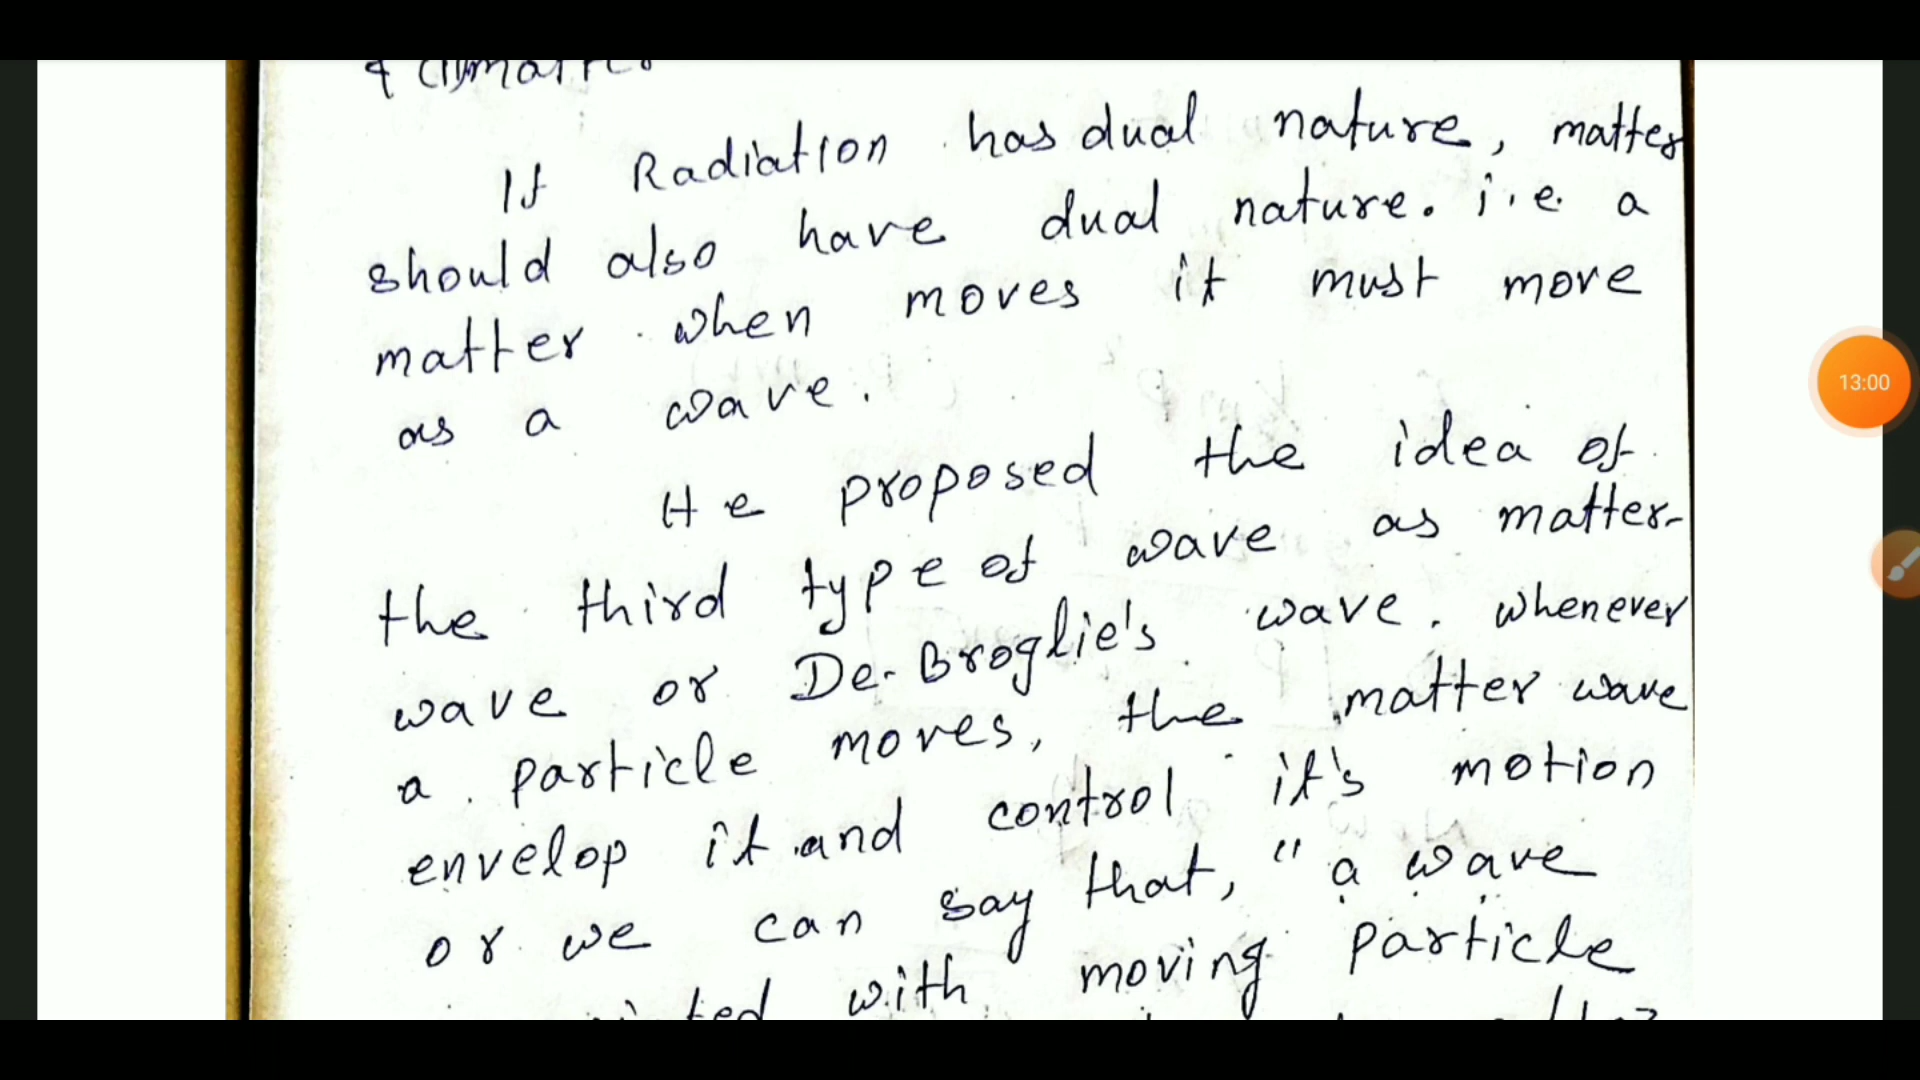 If Radiation has dual nature, matter
should also have dual nature. i.e. a
matter when moves it must move
as a wave.
He proposed the idea of
the third type of wave as matter-
wave or De-Broglie's wave. Whenever
a particle moves, the matter wave
envelop it and control it's motion
or we can say that, "a wave
with moving particle
13:00